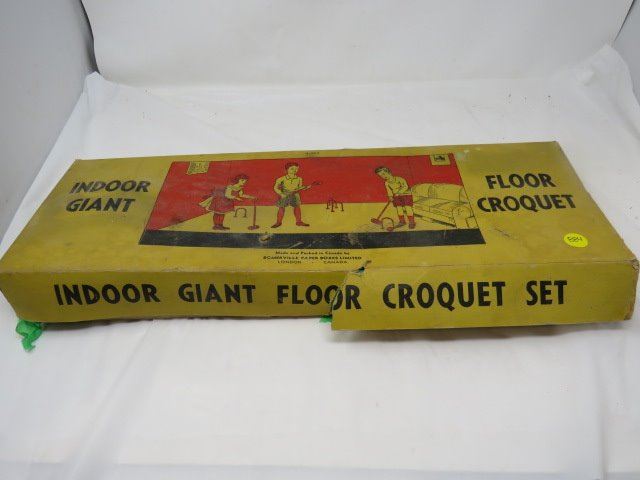 INDOOR
GIANT
FLOOR
CROQUET
Made and Packed in Canada by
SOMERVILLE PAPER BOXES LIMITED
LONDON - CANADA
INDOOR GIANT FLOOR CROQUET SET